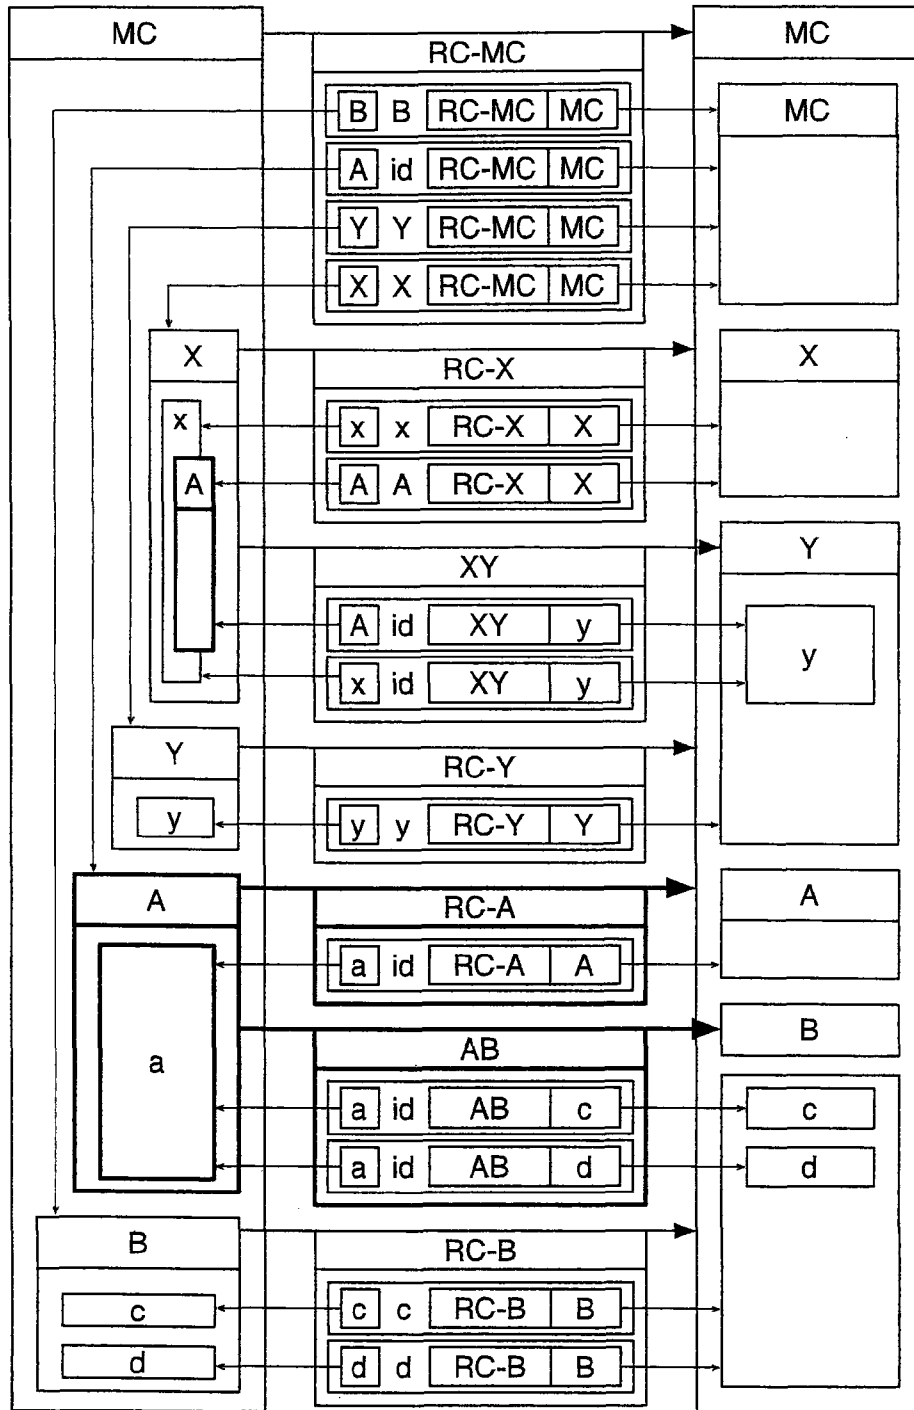 MC MC
RC-MC
B B RC-MC MC MC
A id RC-MC MC
Y Y RC-MC MC
X X RC-MC MC
X RC-X X
x x x RC-X X
A A A RC-X X
XY Y
A id XY y
y
x id XY y
Y RC-Y
y y y RC-Y Y
A RC-A A
a id RC-A A
B
a AB
a id AB c c
a id AB d d
B RC-B
c c c RC-B B
d d d RC-B B